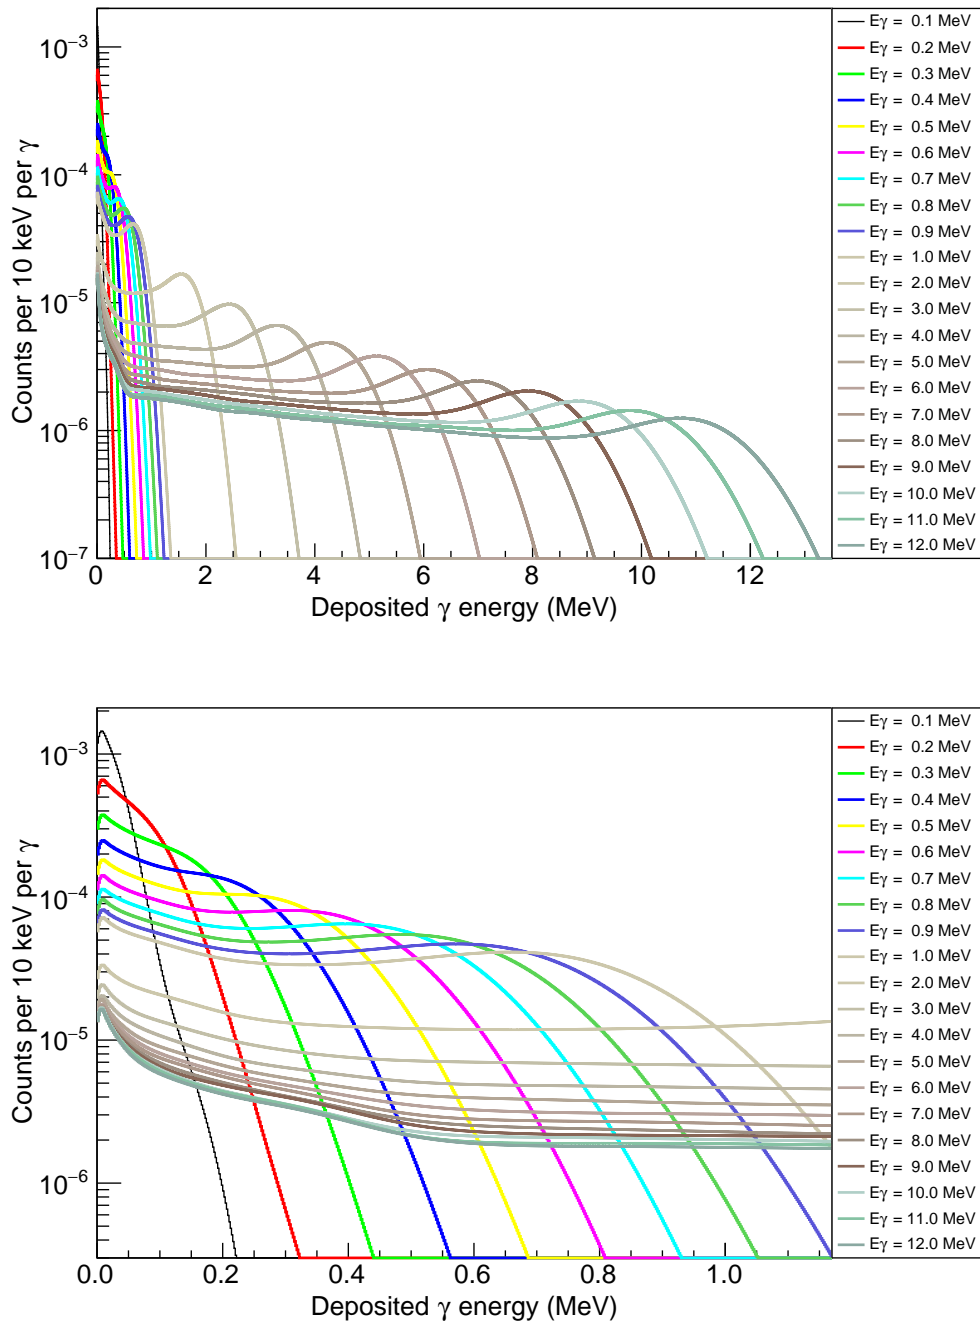 Counts per 10 keV per γ
10⁻³
10⁻⁴
10⁻⁵
10⁻⁶
10⁻⁷
0 2 4 6 8 10 12
Deposited γ energy (MeV)
Eγ = 0.1 MeV
Eγ = 0.2 MeV
Eγ = 0.3 MeV
Eγ = 0.4 MeV
Eγ = 0.5 MeV
Eγ = 0.6 MeV
Eγ = 0.7 MeV
Eγ = 0.8 MeV
Eγ = 0.9 MeV
Eγ = 1.0 MeV
Eγ = 2.0 MeV
Eγ = 3.0 MeV
Eγ = 4.0 MeV
Eγ = 5.0 MeV
Eγ = 6.0 MeV
Eγ = 7.0 MeV
Eγ = 8.0 MeV
Eγ = 9.0 MeV
Eγ = 10.0 MeV
Eγ = 11.0 MeV
Eγ = 12.0 MeV
Counts per 10 keV per γ
10⁻³
10⁻⁴
10⁻⁵
10⁻⁶
0.0 0.2 0.4 0.6 0.8 1.0
Deposited γ energy (MeV)
Eγ = 0.1 MeV
Eγ = 0.2 MeV
Eγ = 0.3 MeV
Eγ = 0.4 MeV
Eγ = 0.5 MeV
Eγ = 0.6 MeV
Eγ = 0.7 MeV
Eγ = 0.8 MeV
Eγ = 0.9 MeV
Eγ = 1.0 MeV
Eγ = 2.0 MeV
Eγ = 3.0 MeV
Eγ = 4.0 MeV
Eγ = 5.0 MeV
Eγ = 6.0 MeV
Eγ = 7.0 MeV
Eγ = 8.0 MeV
Eγ = 9.0 MeV
Eγ = 10.0 MeV
Eγ = 11.0 MeV
Eγ = 12.0 MeV